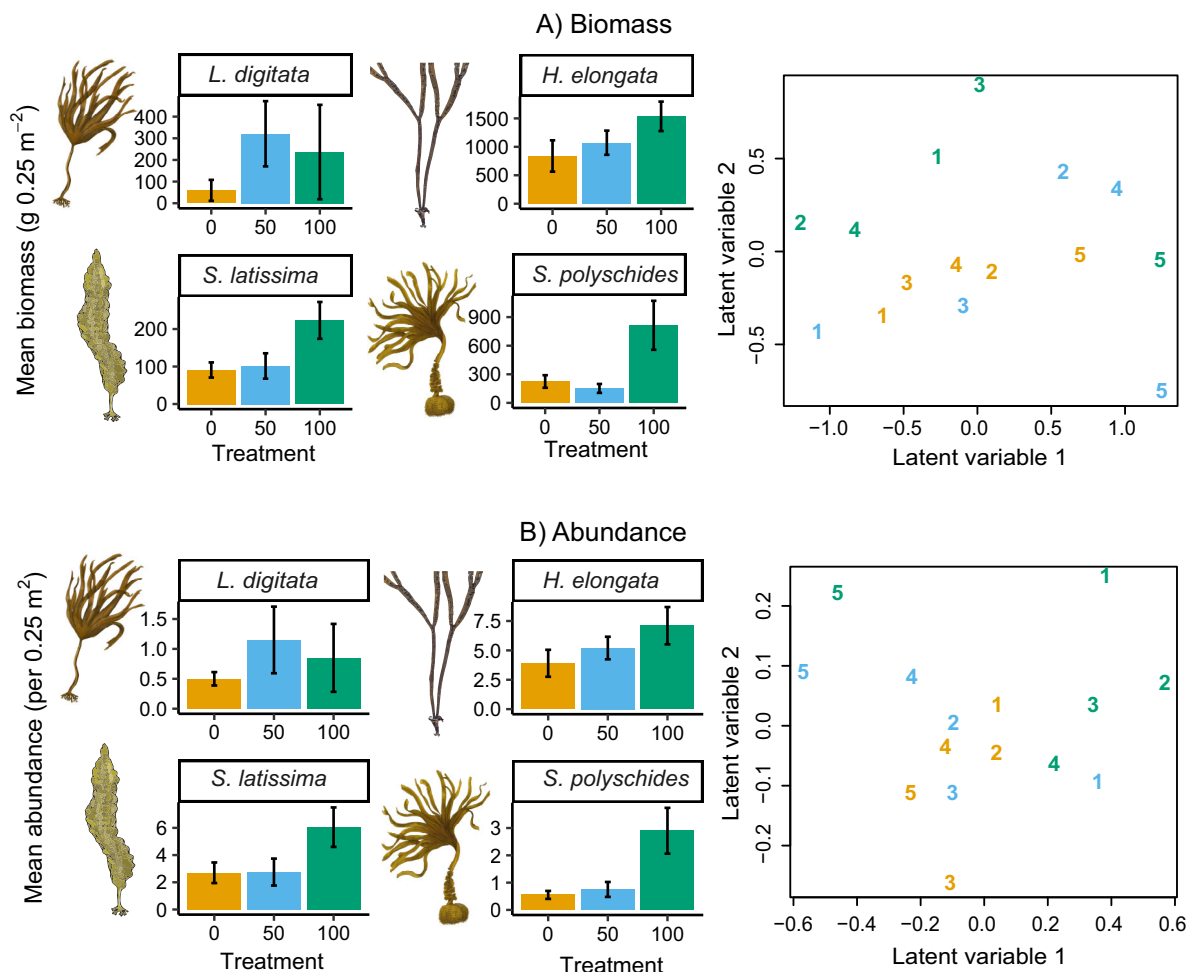 A) Biomass
Mean biomass (g 0.25 m⁻²)
L. digitata
400
300
200
100
0
0 50 100
H. elongata
1500
1000
500
0
0 50 100
S. latissima
200
100
0
0 50 100
Treatment
S. polyschides
900
600
300
0
0 50 100
Treatment
Latent variable 2
0.5
0.0
−0.5
3
1
2
4
2 4
5
4
2
5
3
3
1
1
5
−1.0 −0.5 0.0 0.5 1.0
Latent variable 1
B) Abundance
Mean abundance (per 0.25 m²)
L. digitata
1.5
1.0
0.5
0.0
0 50 100
H. elongata
7.5
5.0
2.5
0.0
0 50 100
S. latissima
6
4
2
0
0 50 100
Treatment
S. polyschides
3
2
1
0
0 50 100
Treatment
Latent variable 2
0.2
0.1
0.0
−0.1
−0.2
1
5
5
4
2
1
3
2
4
2
4
5
3
1
3
−0.6 −0.4 −0.2 0.0 0.2 0.4 0.6
Latent variable 1